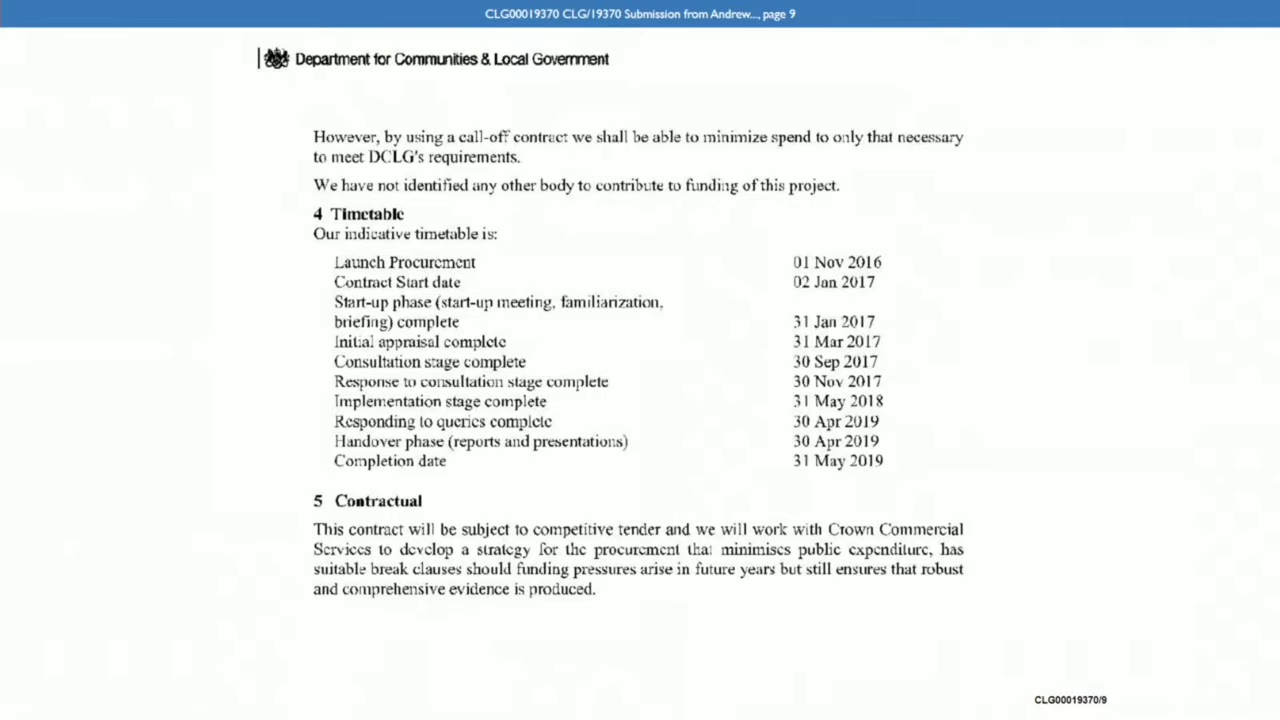 CLG00019370 CLG/19370 Submission from Andrew..., page 9
Department for Communities & Local Government
However, by using a call-off contract we shall be able to minimize spend to only that necessary
to meet DCLG's requirements.
We have not identified any other body to contribute to funding of this project.
4 Timetable
Our indicative timetable is:
Launch Procurement 01 Nov 2016
Contract Start date 02 Jan 2017
Start-up phase (start-up meeting, familiarization,
briefing) complete 31 Jan 2017
Initial appraisal complete 31 Mar 2017
Consultation stage complete 30 Sep 2017
Response to consultation stage complete 30 Nov 2017
Implementation stage complete 31 May 2018
Responding to queries complete 30 Apr 2019
Handover phase (reports and presentations) 30 Apr 2019
Completion date 31 May 2019
5 Contractual
This contract will be subject to competitive tender and we will work with Crown Commercial
Services to develop a strategy for the procurement that minimises public expenditure, has
suitable break clauses should funding pressures arise in future years but still ensures that robust
and comprehensive evidence is produced.
CLG00019370/9